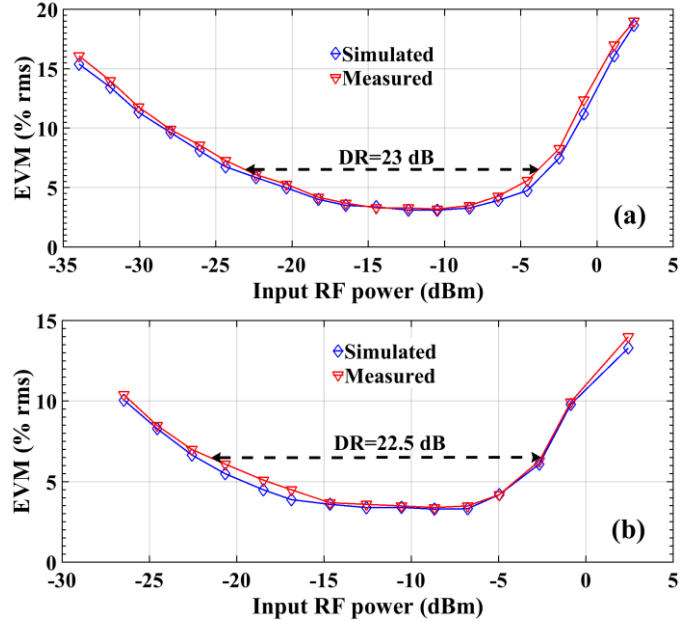 20
15
10
5
0
EVM (% rms)
Simulated
Measured
DR=23 dB
(a)
-35 -30 -25 -20 -15 -10 -5 0 5
Input RF power (dBm)
15
10
5
0
EVM (% rms)
Simulated
Measured
DR=22.5 dB
(b)
-30 -25 -20 -15 -10 -5 0 5
Input RF power (dBm)